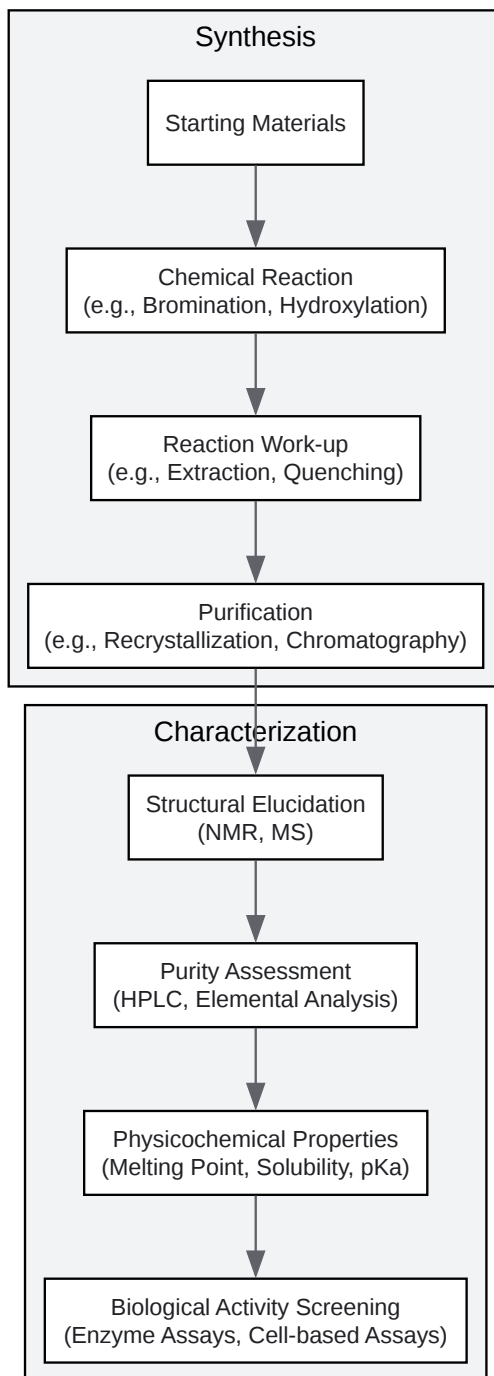 Synthesis
Starting Materials
Chemical Reaction
(e.g., Bromination, Hydroxylation)
Reaction Work-up
(e.g., Extraction, Quenching)
Purification
(e.g., Recrystallization, Chromatography)
Characterization
Structural Elucidation
(NMR, MS)
Purity Assessment
(HPLC, Elemental Analysis)
Physicochemical Properties
(Melting Point, Solubility, pKa)
Biological Activity Screening
(Enzyme Assays, Cell-based Assays)